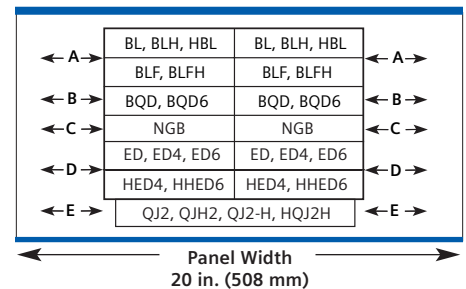 BL, BLH, HBL BL, BLH, HBL
A A
BLF, BLFH BLF, BLFH
B BQD, BQD6 BQD, BQD6 B
C NGB NGB C
ED, ED4, ED6 ED, ED4, ED6
D D
HED4, HHED6 HED4, HHED6
E QJ2, QJH2, QJ2-H, HQJ2H E
Panel Width
20 in. (508 mm)